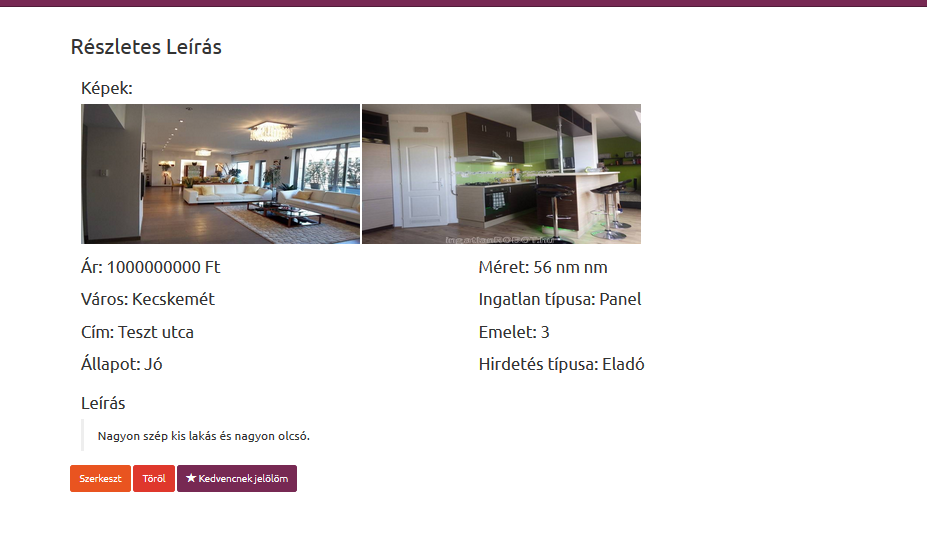 Részletes Leírás
Képek:
Ár: 1000000000 Ft
Méret: 56 nm nm
Város: Kecskemét
Ingatlan típusa: Panel
Cím: Teszt utca
Emelet: 3
Állapot: Jó
Hirdetés típusa: Eladó
Leírás
Nagyon szép kis lakás és nagyon olcsó.
Szerkeszt Töröl ★ Kedvencnek jelölöm